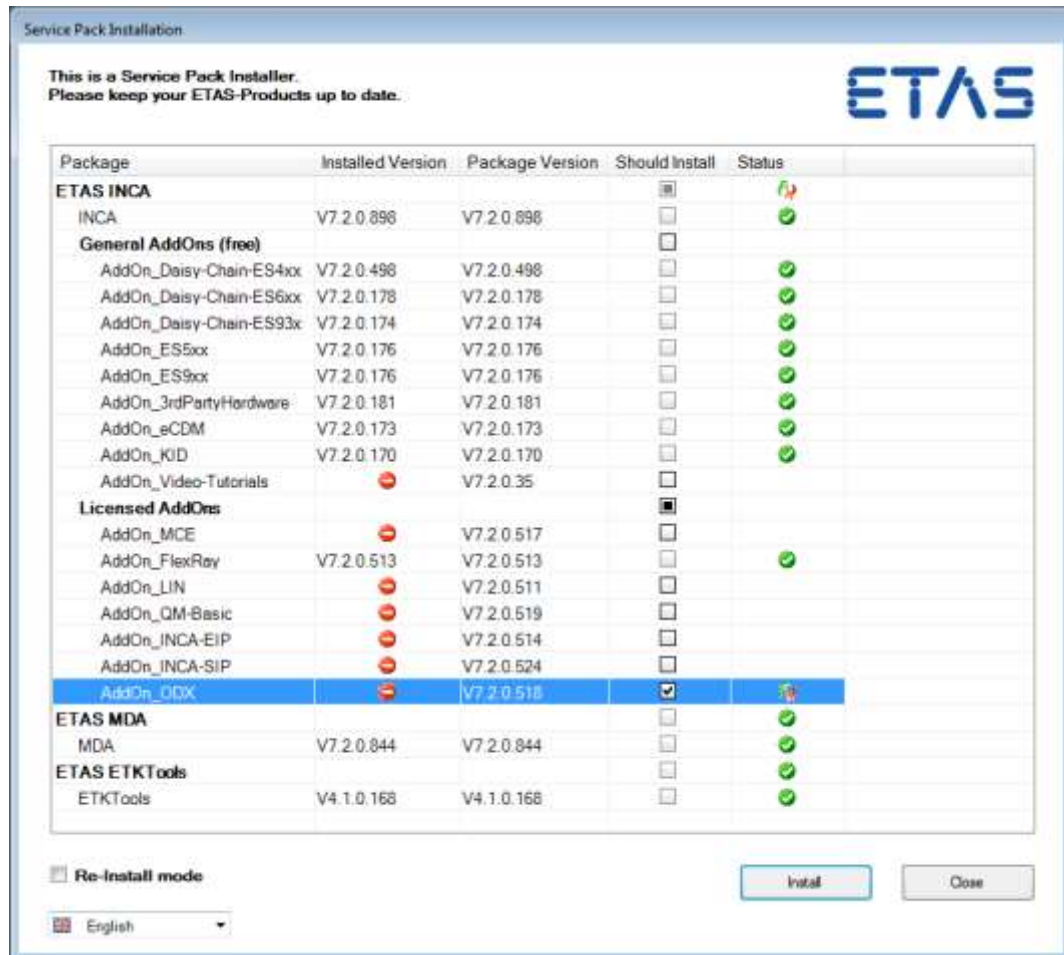 Service Pack Installation
This is a Service Pack Installer.
Please keep your ETAS-Products up to date.
ETAS
Package Installed Version Package Version Should Install Status
ETAS INCA
INCA V7.2.0.898 V7.2.0.898
General AddOns (free)
AddOn_Daisy-Chain-ES4xx V7.2.0.498 V7.2.0.498
AddOn_Daisy-Chain-ES6xx V7.2.0.178 V7.2.0.178
AddOn_Daisy-Chain-ES93x V7.2.0.174 V7.2.0.174
AddOn_ES5xx V7.2.0.176 V7.2.0.176
AddOn_ES9xx V7.2.0.176 V7.2.0.176
AddOn_3rdPartyHardware V7.2.0.181 V7.2.0.181
AddOn_eCDM V7.2.0.173 V7.2.0.173
AddOn_KID V7.2.0.170 V7.2.0.170
AddOn_Video-Tutorials V7.2.0.35
Licensed AddOns
AddOn_MCE V7.2.0.517
AddOn_FlexRay V7.2.0.513 V7.2.0.513
AddOn_LIN V7.2.0.511
AddOn_QM-Basic V7.2.0.519
AddOn_INCA-EIP V7.2.0.514
AddOn_INCA-SIP V7.2.0.524
AddOn_ODX V7.2.0.518
ETAS MDA
MDA V7.2.0.844 V7.2.0.844
ETAS ETKTools
ETKTools V4.1.0.168 V4.1.0.168
Re-Install mode
Install
Close
English